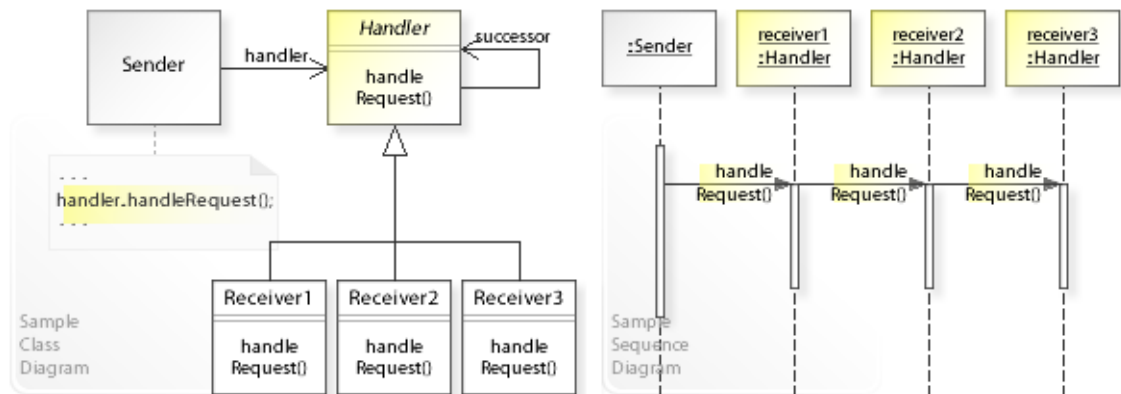 Sender
handler
Handler
handle
Request()
successor
- - -
handler.handleRequest();
- - -
Receiver1
handle
Request()
Receiver2
handle
Request()
Receiver3
handle
Request()
Sample
Class
Diagram
:Sender
receiver1
:Handler
receiver2
:Handler
receiver3
:Handler
handle
Request()
handle
Request()
handle
Request()
Sample
Sequence
Diagram